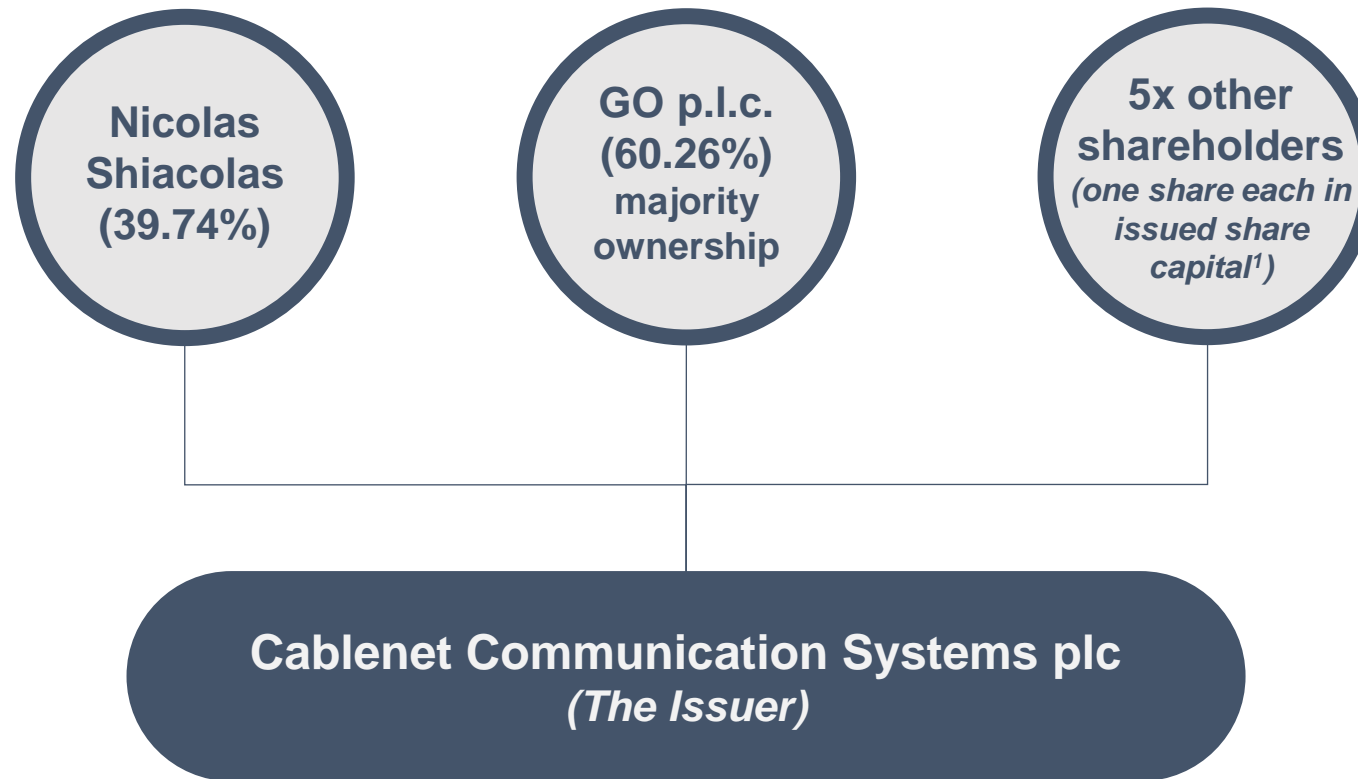 Nicolas
Shiacolas
(39.74%)
GO p.l.c.
(60.26%)
majority
ownership
5x other
shareholders
(one share each in
issued share
capital¹)
Cablenet Communication Systems plc
(The Issuer)